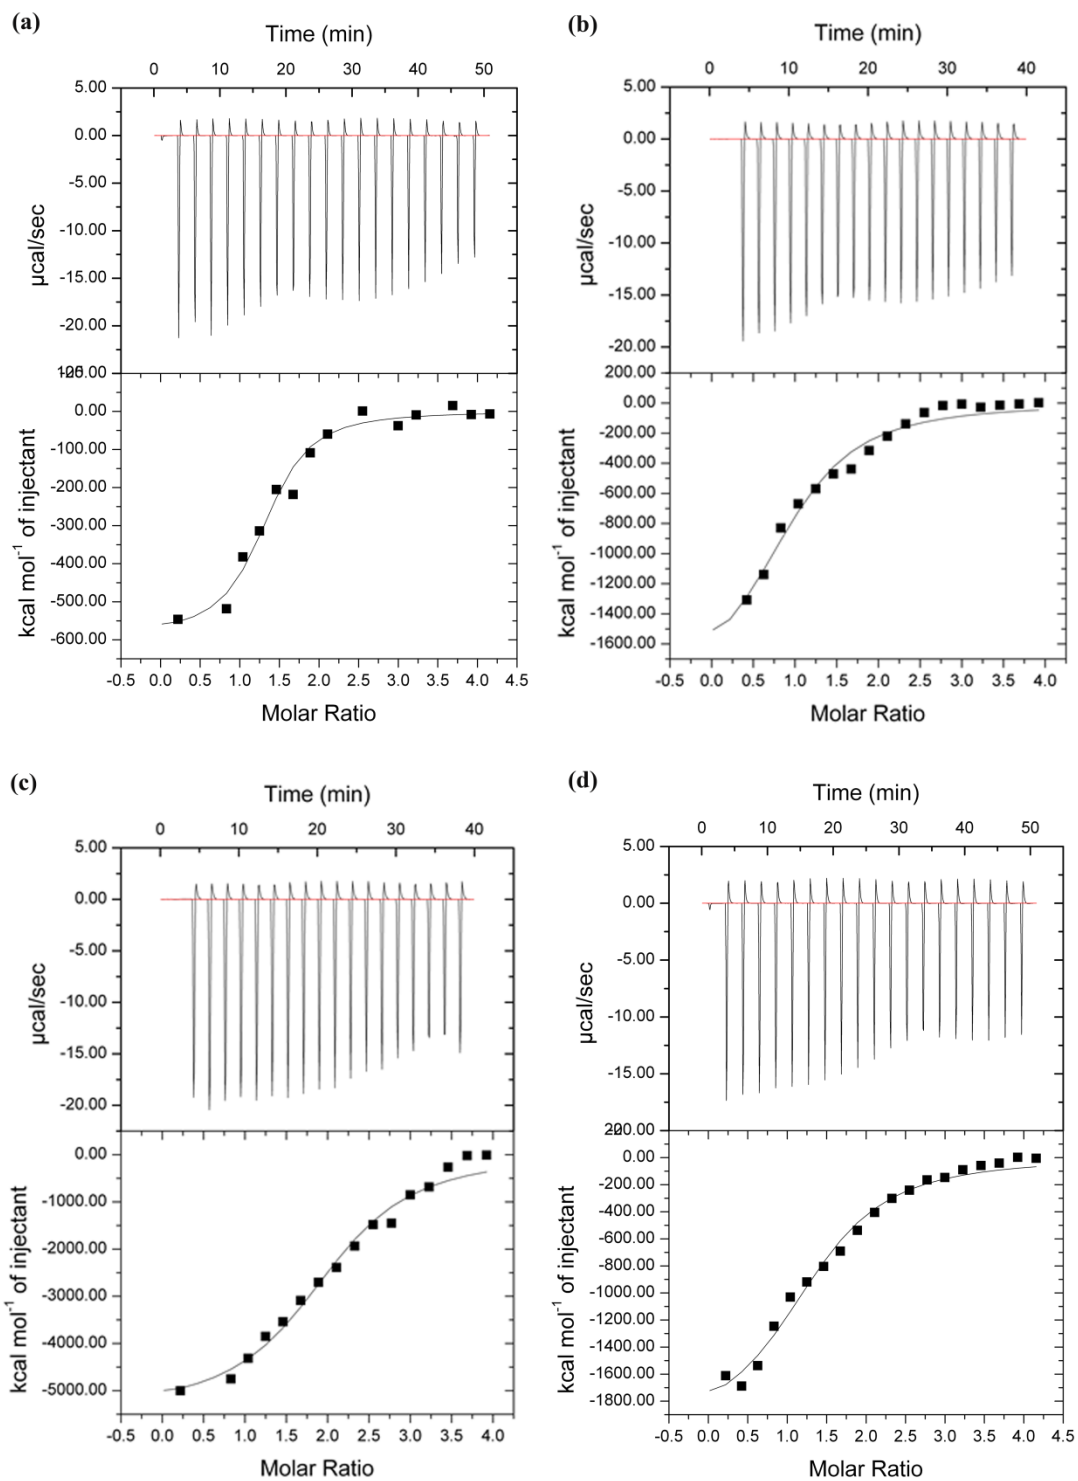 (a)
Time (min)
0 10 20 30 40 50
5.00
0.00
-5.00
-10.00
-15.00
-20.00
µcal/sec
0.00
-100.00
-200.00
-300.00
-400.00
-500.00
-600.00
kcal mol-1 of injectant
-0.5 0.0 0.5 1.0 1.5 2.0 2.5 3.0 3.5 4.0 4.5
Molar Ratio
(b)
Time (min)
0 10 20 30 40
5.00
0.00
-5.00
-10.00
-15.00
-20.00
µcal/sec
200.00
0.00
-200.00
-400.00
-600.00
-800.00
-1000.00
-1200.00
-1400.00
-1600.00
kcal mol-1 of injectant
-0.5 0.0 0.5 1.0 1.5 2.0 2.5 3.0 3.5 4.0
Molar Ratio
(c)
Time (min)
0 10 20 30 40
5.00
0.00
-5.00
-10.00
-15.00
-20.00
µcal/sec
0.00
-1000.00
-2000.00
-3000.00
-4000.00
-5000.00
kcal mol-1 of injectant
-0.5 0.0 0.5 1.0 1.5 2.0 2.5 3.0 3.5 4.0
Molar Ratio
(d)
Time (min)
0 10 20 30 40 50
5.00
0.00
-5.00
-10.00
-15.00
µcal/sec
0.00
-200.00
-400.00
-600.00
-800.00
-1000.00
-1200.00
-1400.00
-1600.00
-1800.00
kcal mol-1 of injectant
-0.5 0.0 0.5 1.0 1.5 2.0 2.5 3.0 3.5 4.0 4.5
Molar Ratio